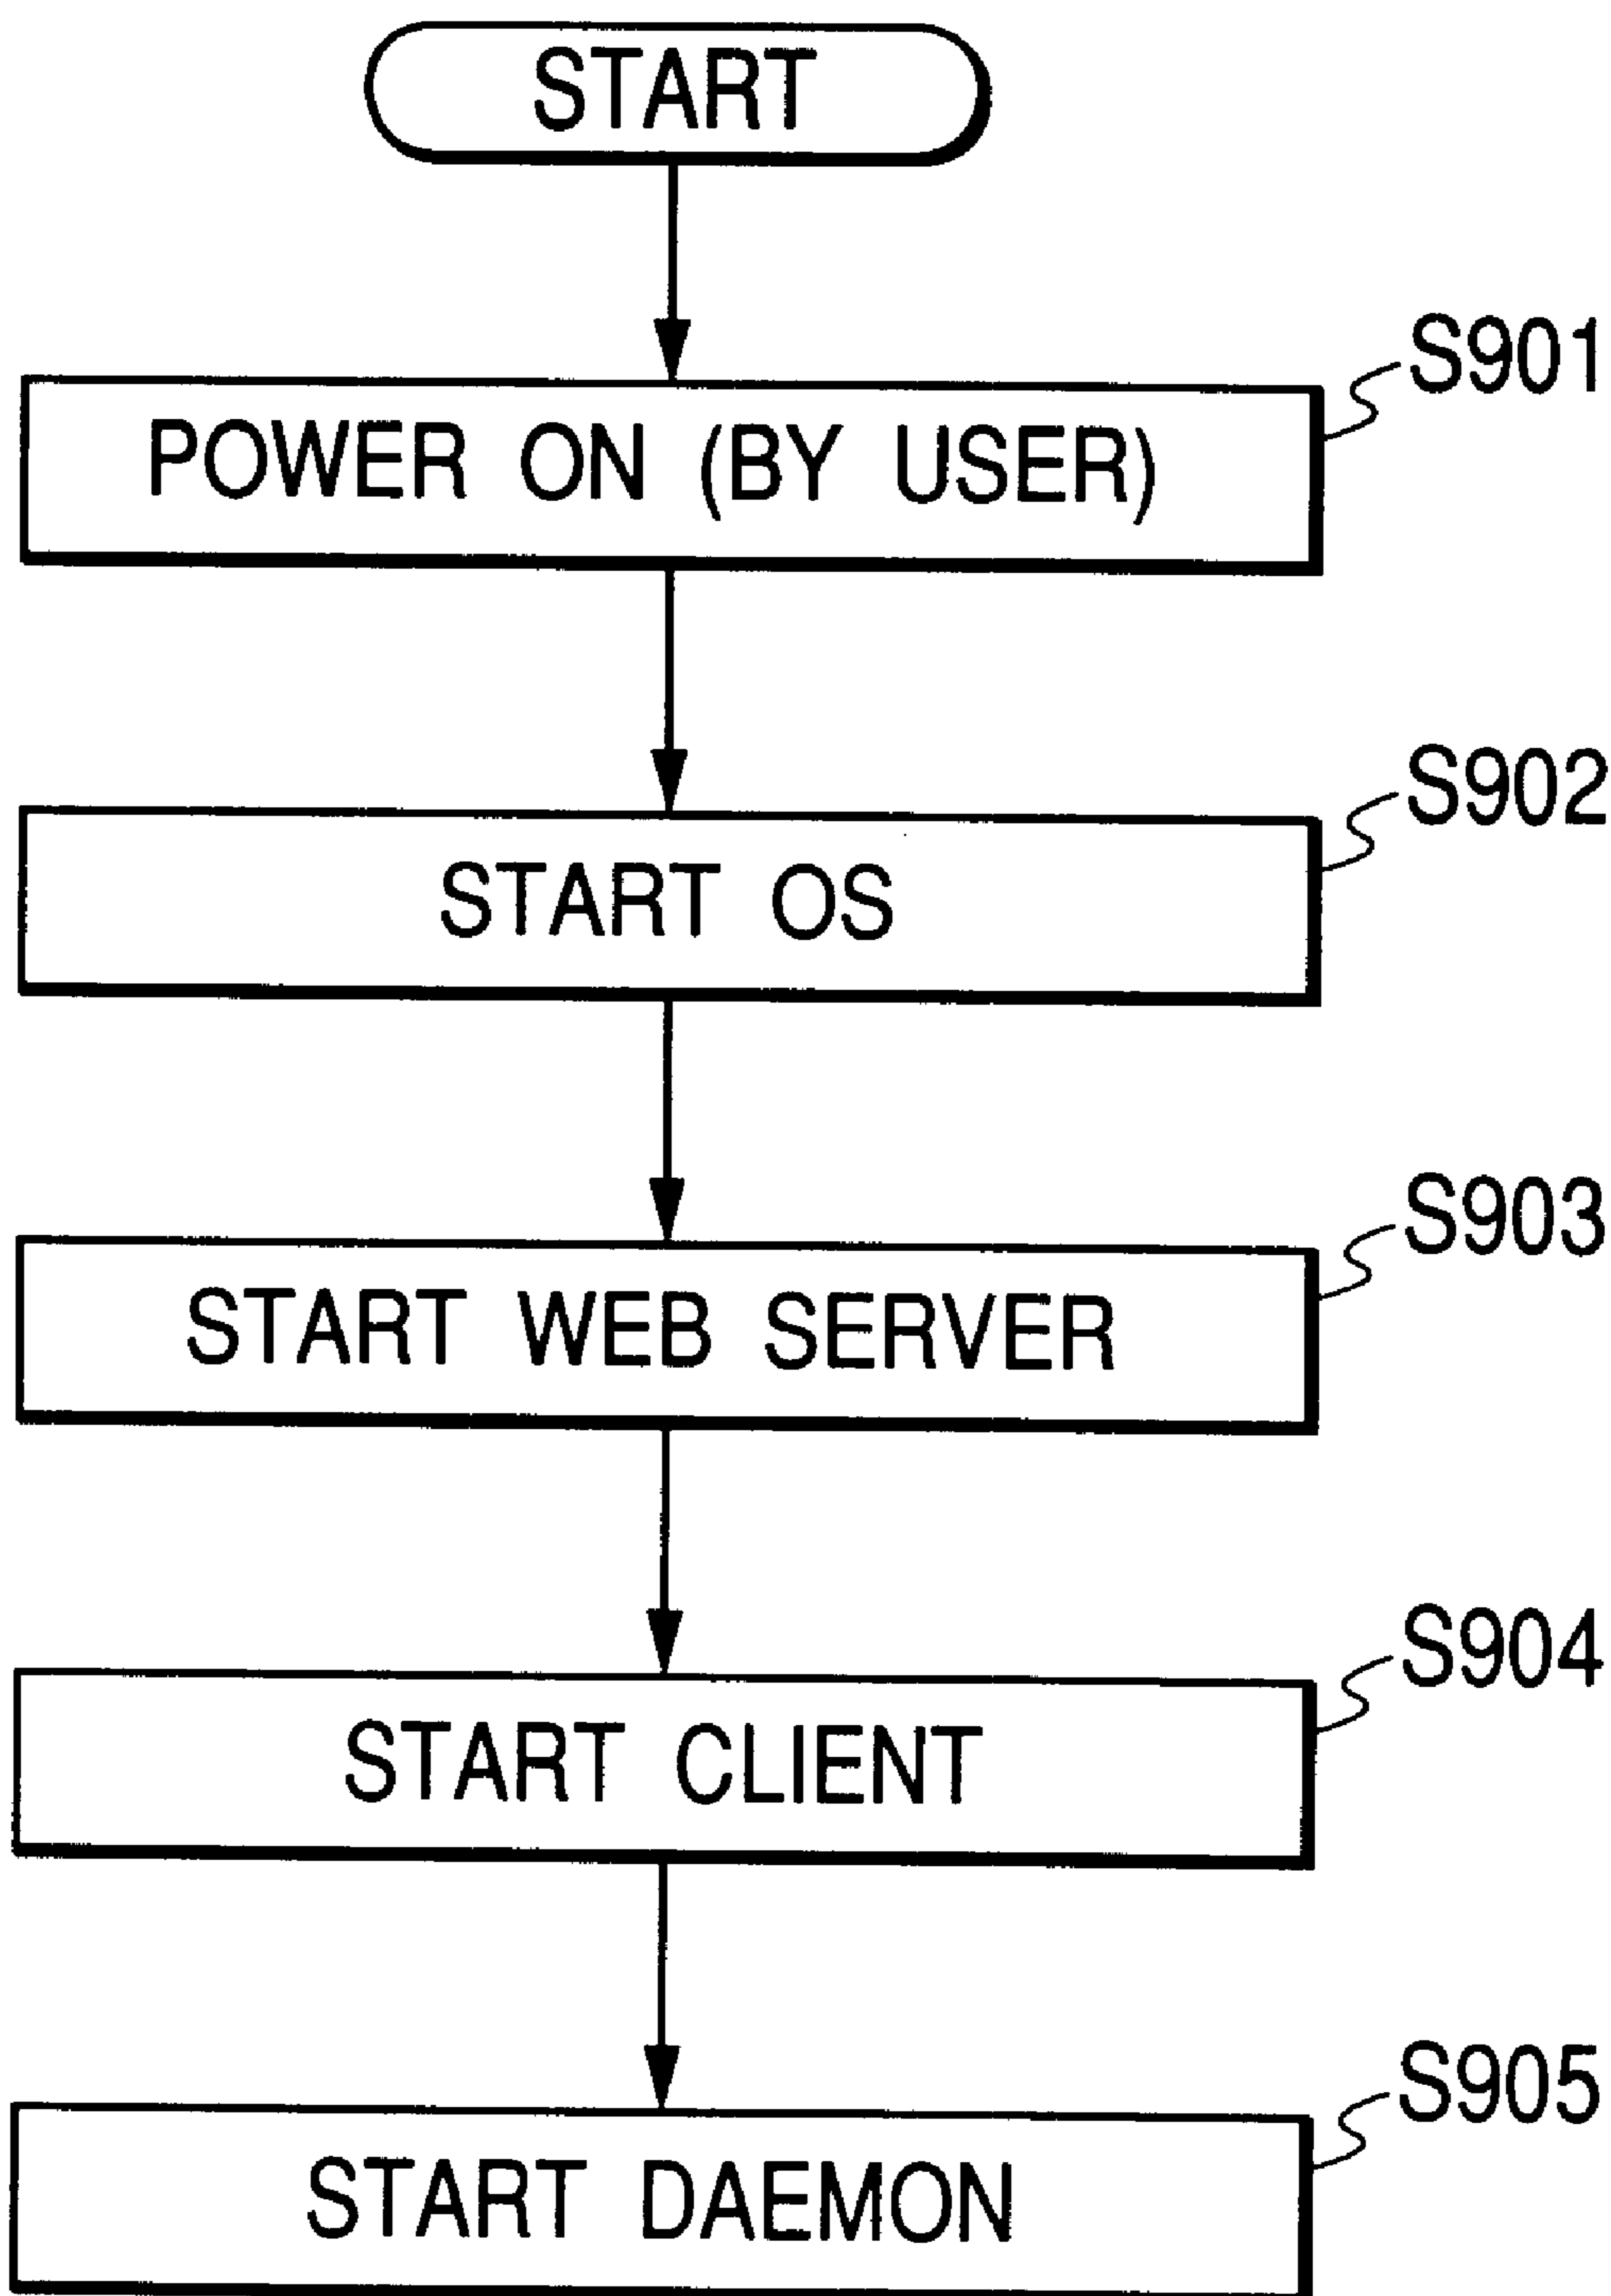 START
S901
POWER ON (BY USER)
S902
START OS
S903
START WEB SERVER
S904
START CLIENT
S905
START DAEMON